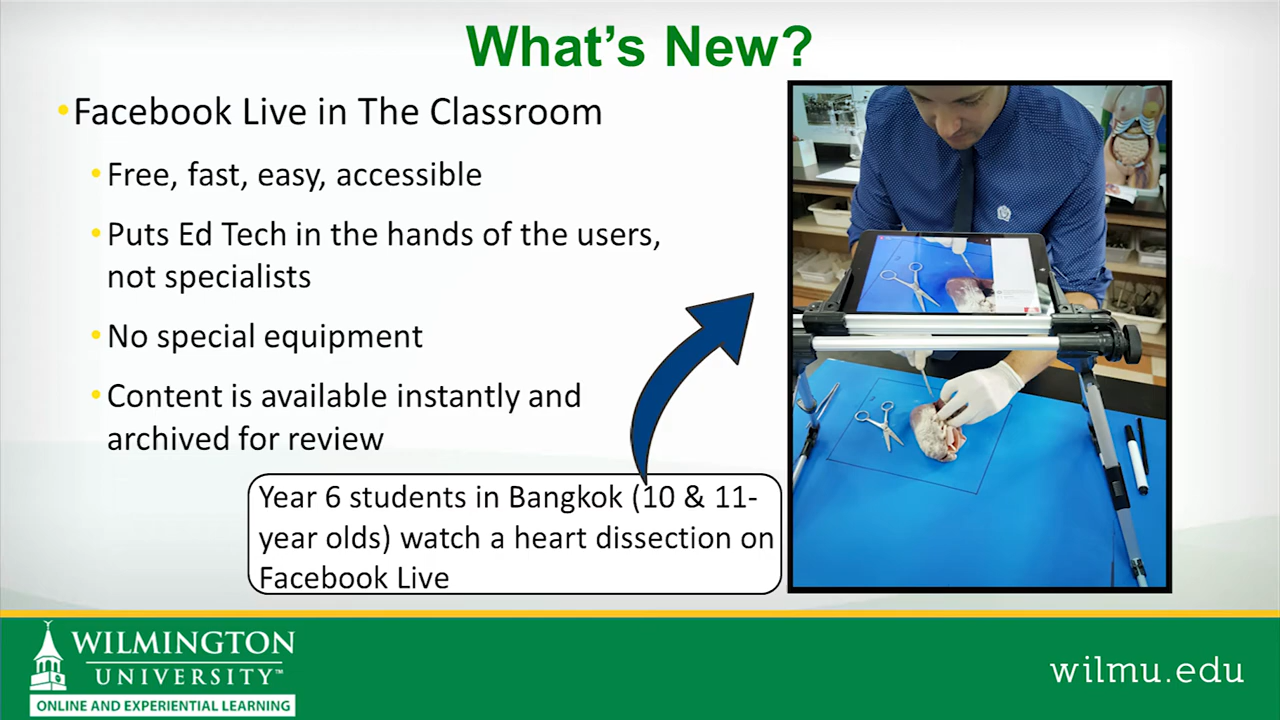 What's New?
•Facebook Live in The Classroom
•Free, fast, easy, accessible
•Puts Ed Tech in the hands of the users,
not specialists
•No special equipment
•Content is available instantly and
archived for review
Year 6 students in Bangkok (10 & 11-
year olds) watch a heart dissection on
Facebook Live
WILMINGTON
UNIVERSITY™
ONLINE AND EXPERIENTIAL LEARNING
wilmu.edu